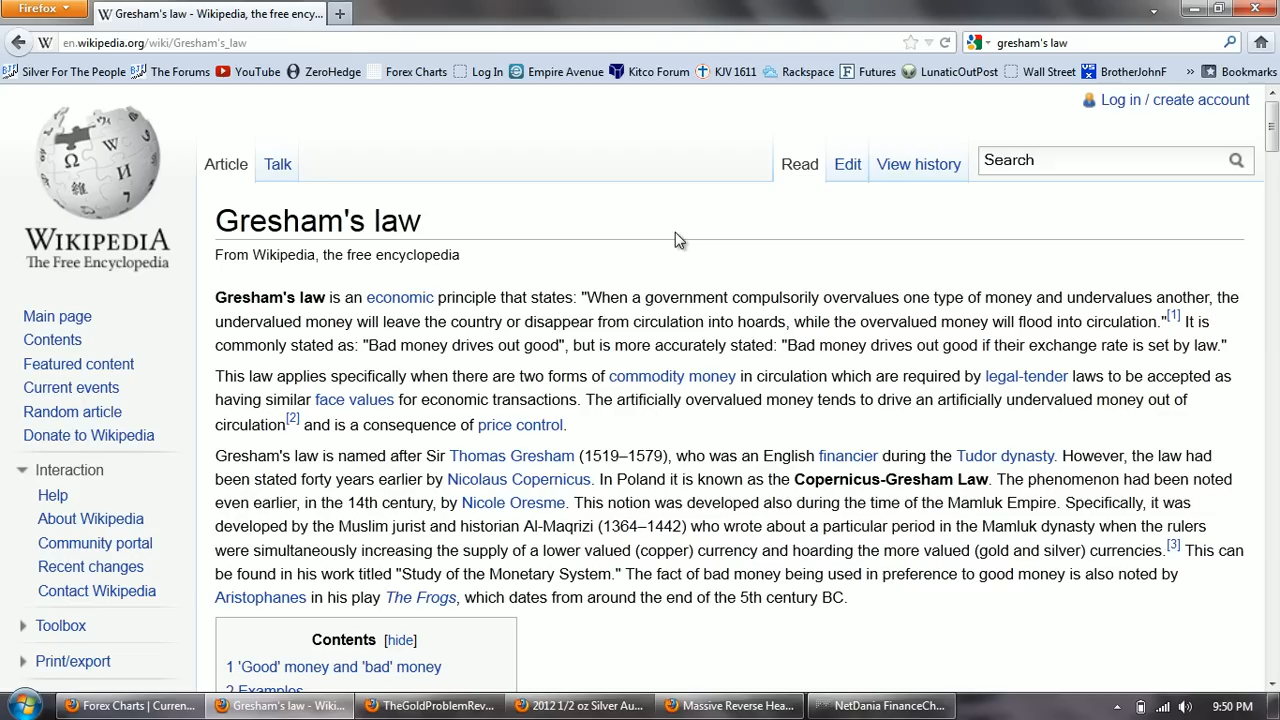 Firefox
Gresham's law - Wikipedia, the free ency...
en.wikipedia.org/wiki/Gresham's_law
gresham's law
Silver For The People
The Forums
YouTube
ZeroHedge
Forex Charts
Log In
Empire Avenue
Kitco Forum
KJV 1611
Rackspace
Futures
LunaticOutPost
Wall Street
BrotherJohnF
»
Bookmarks
Log in / create account
Article
Talk
Read
Edit
View history
Search
WIKIPEDIA
The Free Encyclopedia
Main page
Contents
Featured content
Current events
Random article
Donate to Wikipedia
Interaction
Help
About Wikipedia
Community portal
Recent changes
Contact Wikipedia
Toolbox
Print/export
Gresham's law
From Wikipedia, the free encyclopedia
Gresham's law is an economic principle that states: "When a government compulsorily overvalues one type of money and undervalues another, the
undervalued money will leave the country or disappear from circulation into hoards, while the overvalued money will flood into circulation."[1] It is
commonly stated as: "Bad money drives out good", but is more accurately stated: "Bad money drives out good if their exchange rate is set by law."
This law applies specifically when there are two forms of commodity money in circulation which are required by legal-tender laws to be accepted as
having similar face values for economic transactions. The artificially overvalued money tends to drive an artificially undervalued money out of
circulation[2] and is a consequence of price control.
Gresham's law is named after Sir Thomas Gresham (1519–1579), who was an English financier during the Tudor dynasty. However, the law had
been stated forty years earlier by Nicolaus Copernicus. In Poland it is known as the Copernicus-Gresham Law. The phenomenon had been noted
even earlier, in the 14th century, by Nicole Oresme. This notion was developed also during the time of the Mamluk Empire. Specifically, it was
developed by the Muslim jurist and historian Al-Maqrizi (1364–1442) who wrote about a particular period in the Mamluk dynasty when the rulers
were simultaneously increasing the supply of a lower valued (copper) currency and hoarding the more valued (gold and silver) currencies.[3] This can
be found in his work titled "Study of the Monetary System." The fact of bad money being used in preference to good money is also noted by
Aristophanes in his play The Frogs, which dates from around the end of the 5th century BC.
Contents [hide]
1 'Good' money and 'bad' money
2 Examples
Forex Charts | Curren...
Gresham's law - Wiki...
TheGoldProblemRev...
2012 1/2 oz Silver Au...
Massive Reverse Hea...
NetDania FinanceCh...
9:50 PM